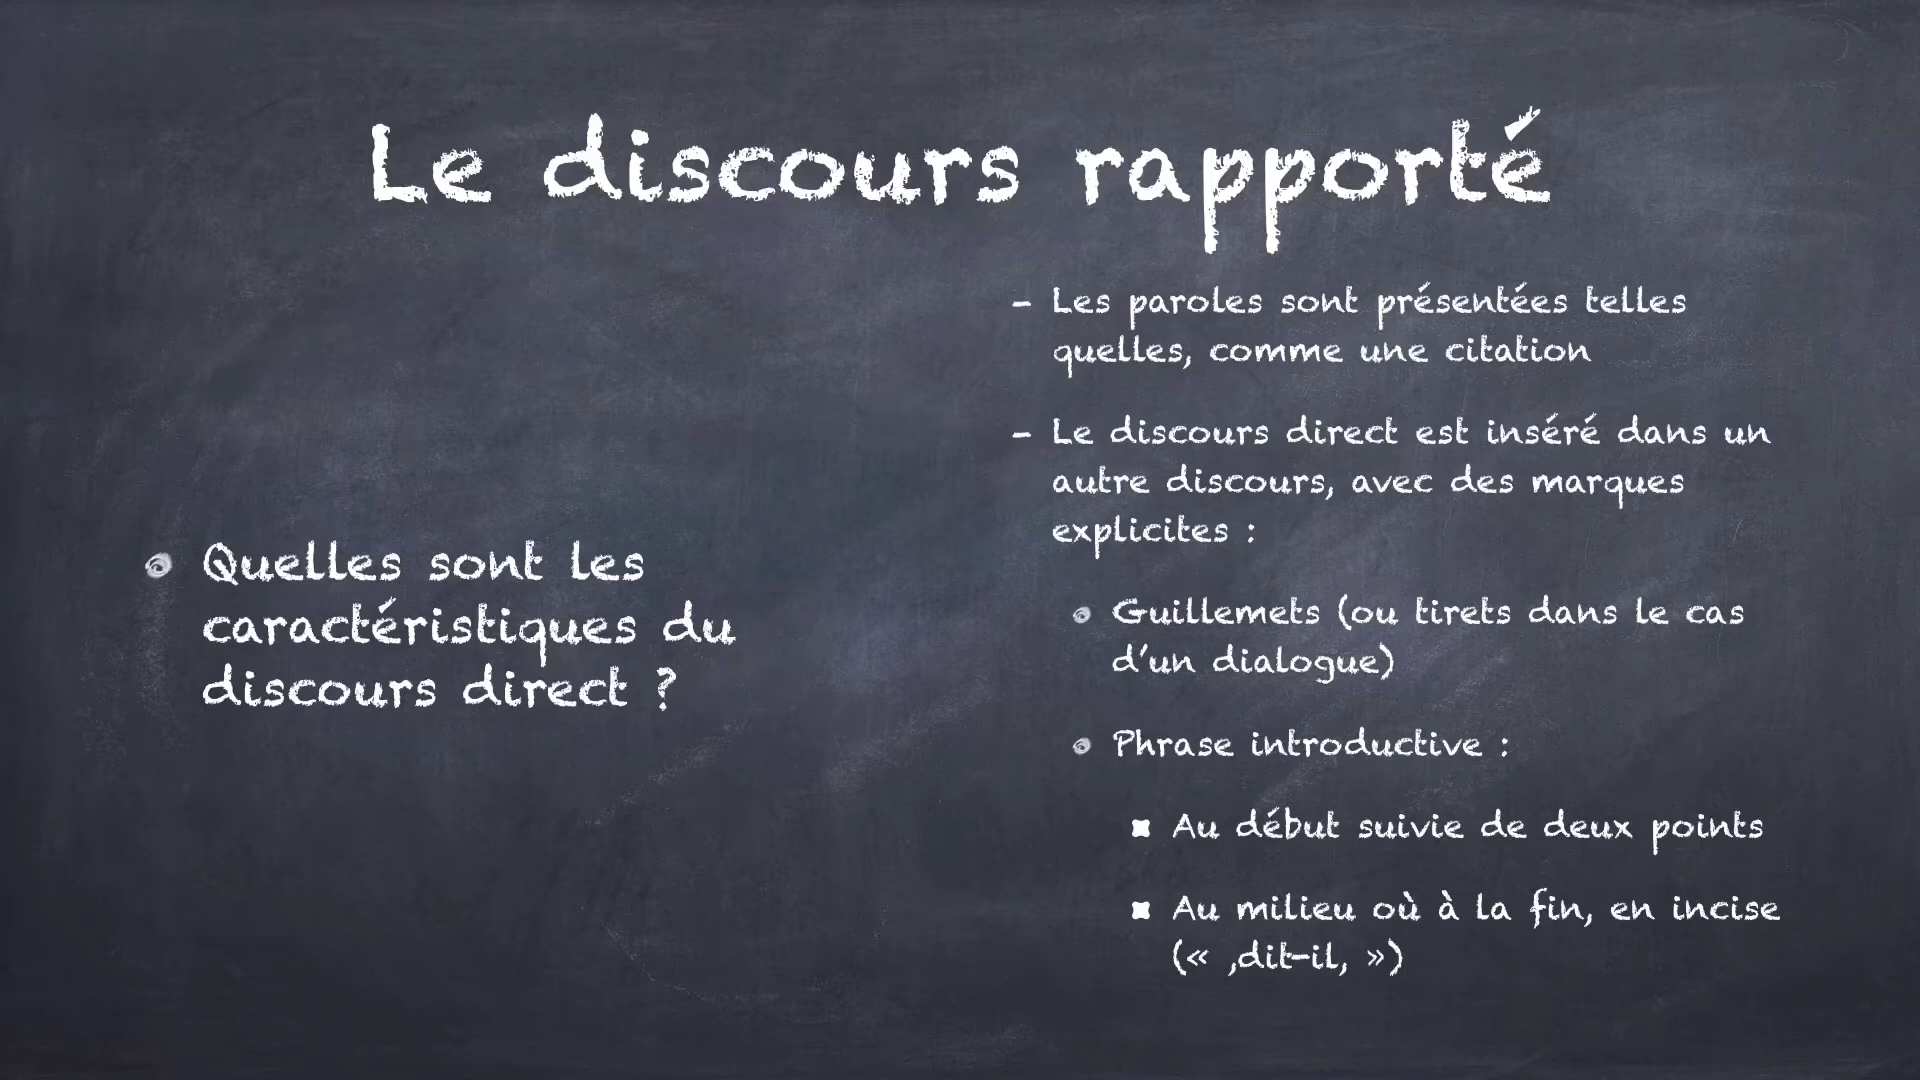 Le discours rapporté
Quelles sont les
caractéristiques du
discours direct ?
- Les paroles sont présentées telles
quelles, comme une citation
- Le discours direct est inséré dans un
autre discours, avec des marques
explicites :
Guillemets (ou tirets dans le cas
d’un dialogue)
Phrase introductive :
Au début suivie de deux points
Au milieu où à la fin, en incise
(« ,dit-il, »)